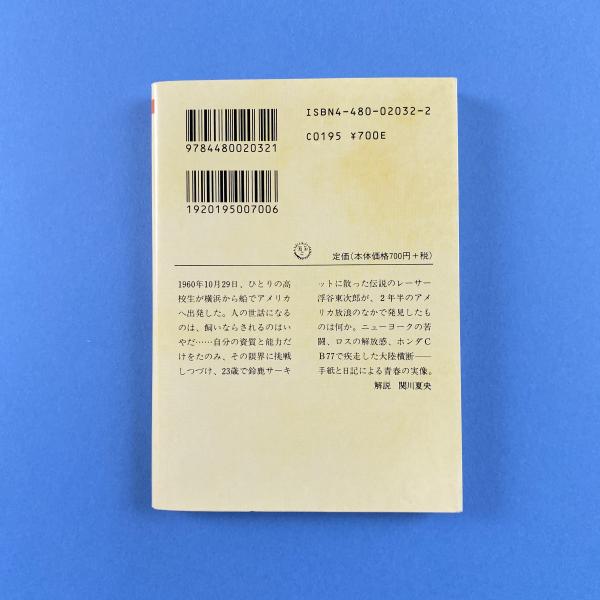 ISBN4-480-02032-2
9784480020321
C0195 ¥700E
1920195007006
定価(本体価格700円+税)
1960年10月29日、ひとりの高
校生が横浜から船でアメリカ
へ出発した。人の世話になる
のは、飼いならされるのはい
やだ……自分の資質と能力だ
けをたのみ、その限界に挑戦
しつづけ、23歳で鈴鹿サーキ
ットに散った伝説のレーサー
浮谷東次郎が、2年半のアメ
リカ放浪のなかで発見したも
のは何か。ニューヨークの苦
闘、ロスの解放感、ホンダC
B77で疾走した大陸横断――
手紙と日記による青春の実像。
解説 関川夏央